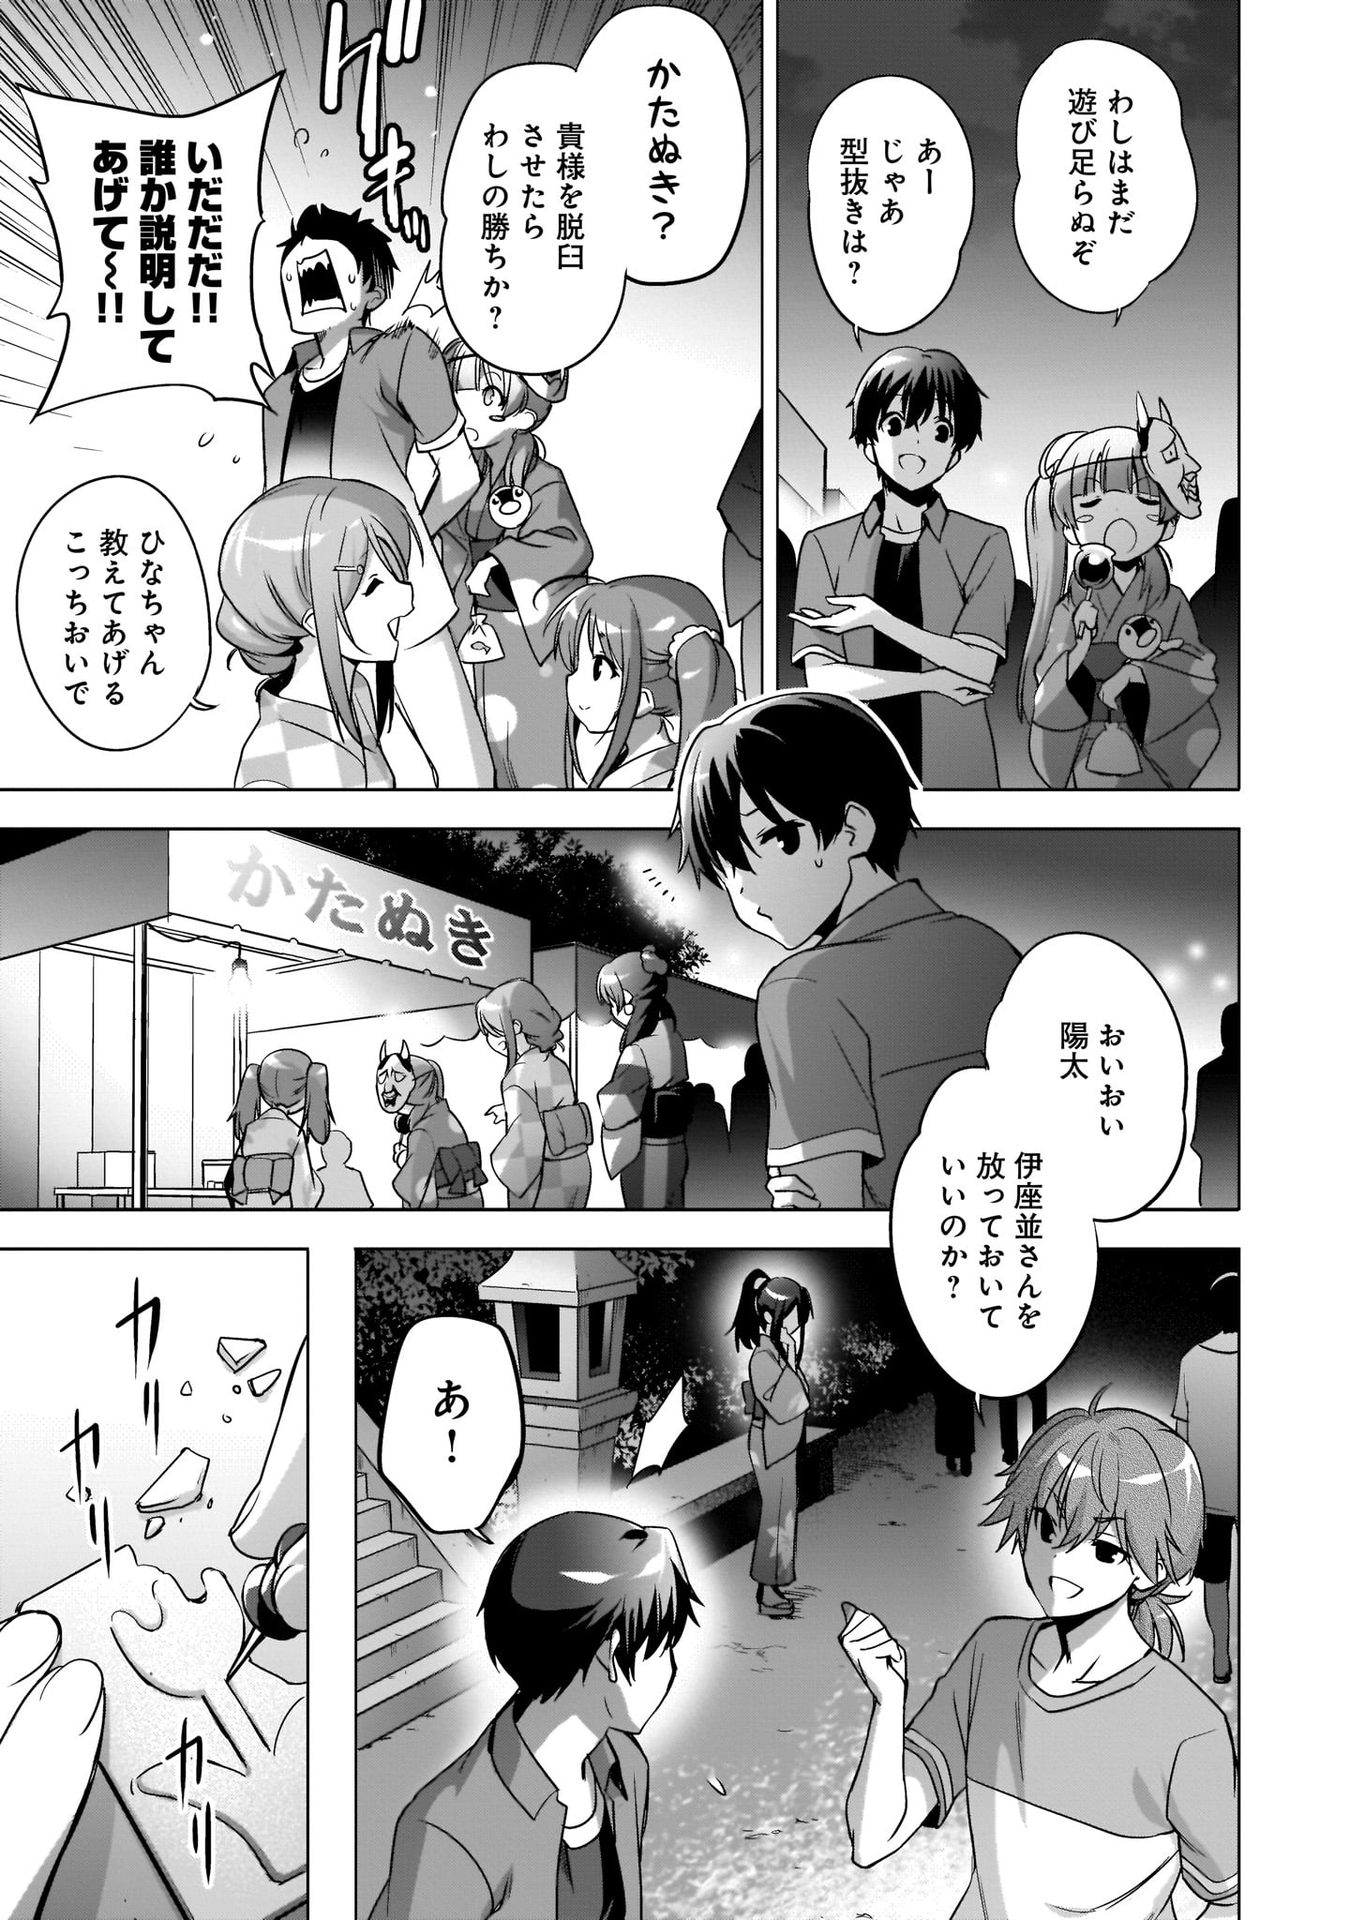 わしはまだ
遊び足らぬぞ
あー
じゃあ
型抜きは？
かたぬき？
貴様を脱臼
させたら
わしの勝ちか？
ドドギギ
いだだだ!!
誰か説明して
あげて〜!!
ひなちゃん
教えてあげる
こっちおいで
かたぬき
おいおい
陽太
伊座並さんを
放っておいて
いいのか？
あ！
カリ
カリ
カリ